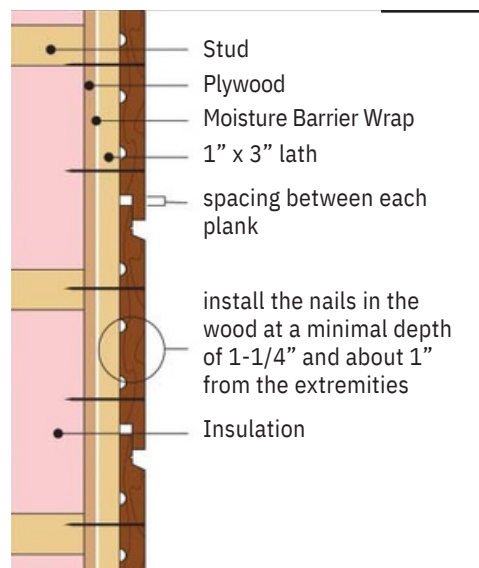 Stud
Plywood
Moisture Barrier Wrap
1” x 3” lath
spacing between each
plank
install the nails in the
wood at a minimal depth
of 1-1/4” and about 1”
from the extremities
Insulation